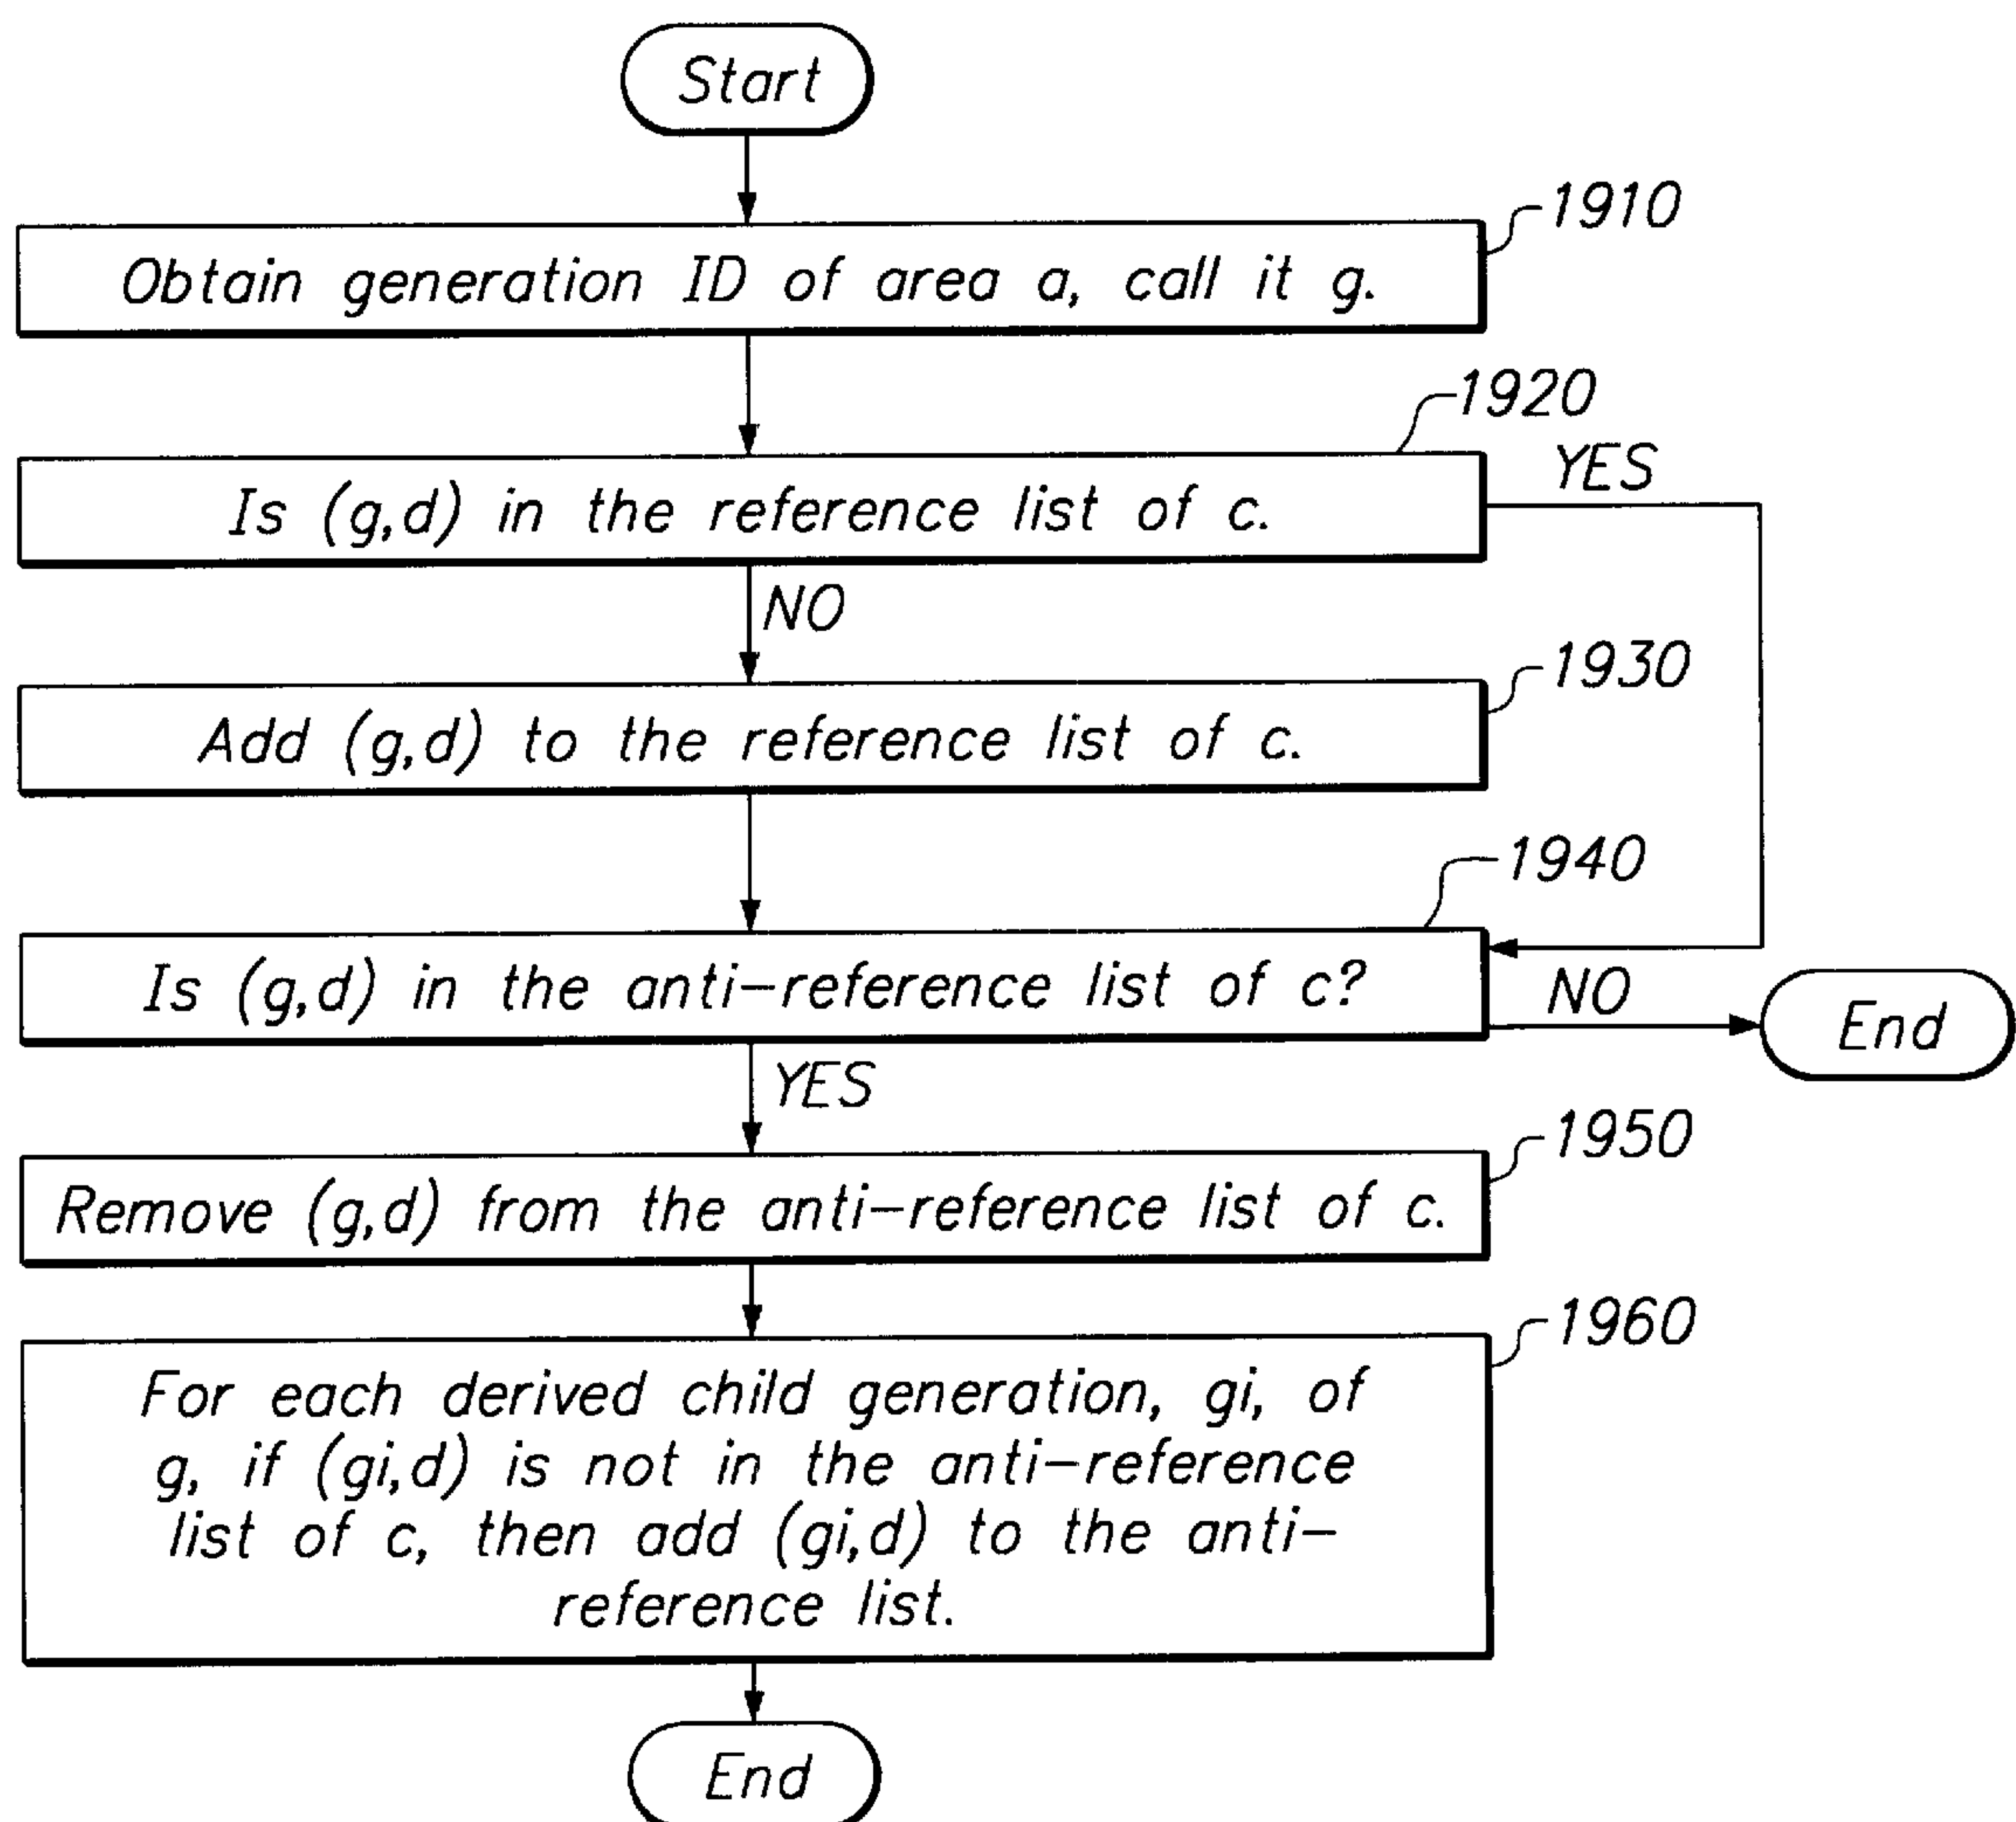 Start
1910
Obtain generation ID of area a, call it g.
1920
YES
Is (g,d) in the reference list of c.
NO
1930
Add (g,d) to the reference list of c.
1940
Is (g,d) in the anti-reference list of c?
NO
End
YES
1950
Remove (g,d) from the anti-reference list of c.
1960
For each derived child generation, gi, of
g, if (gi,d) is not in the anti-reference
list of c, then add (gi,d) to the anti-
reference list.
End